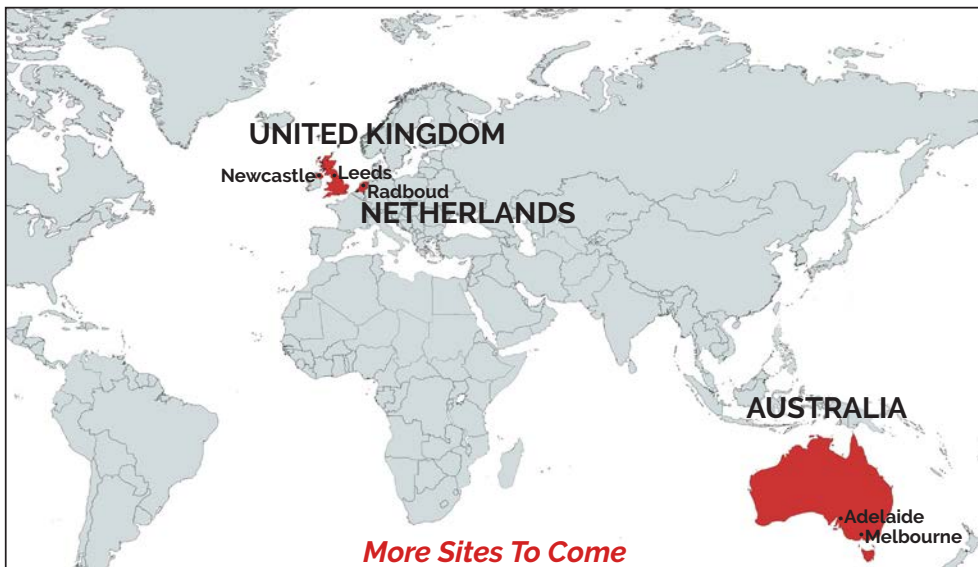 UNITED KINGDOM
Newcastle
Leeds
Radboud
NETHERLANDS
AUSTRALIA
Adelaide
Melbourne
More Sites To Come